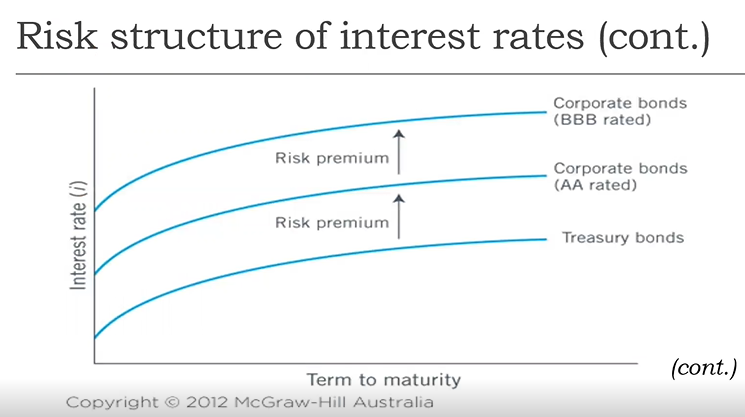 Risk structure of interest rates (cont.)
Corporate bonds
(BBB rated)
Risk premium
Corporate bonds
(AA rated)
Risk premium
Treasury bonds
Interest rate (i)
Term to maturity
(cont.)
Copyright © 2012 McGraw-Hill Australia